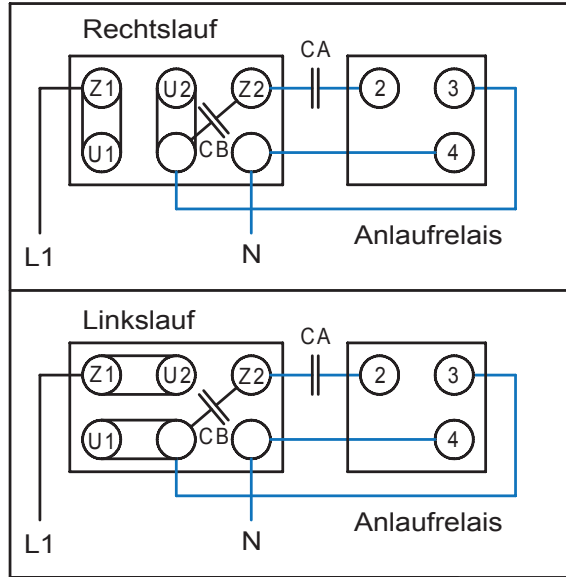 Rechtslauf
CA
Z1 U2 Z2 2 3
U1 CB 4
L1 N Anlaufrelais
Linkslauf
CA
Z1 U2 Z2 2 3
U1 CB 4
L1 N Anlaufrelais